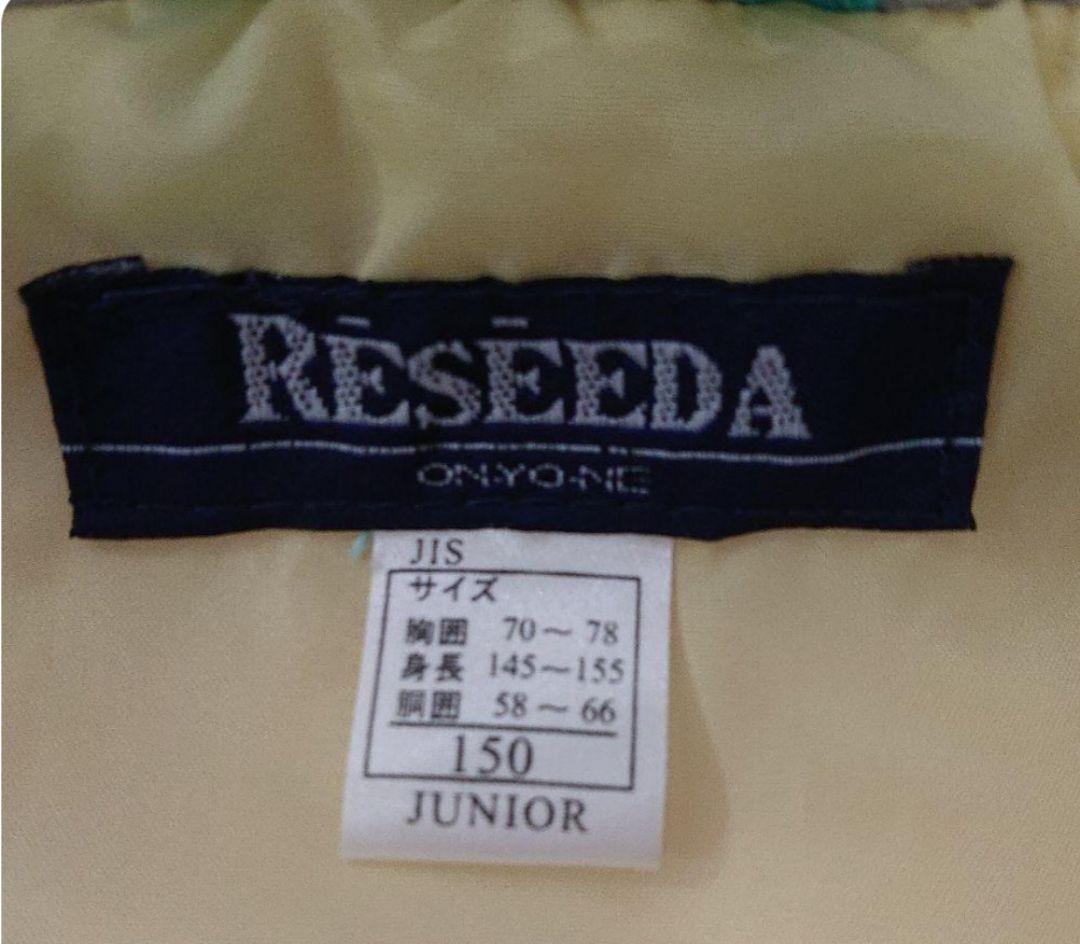 RĒSĒEDA
ON·YO·NE
JIS
サイズ
胸囲 70～78
身長 145～155
胴囲 58～66
150
JUNIOR